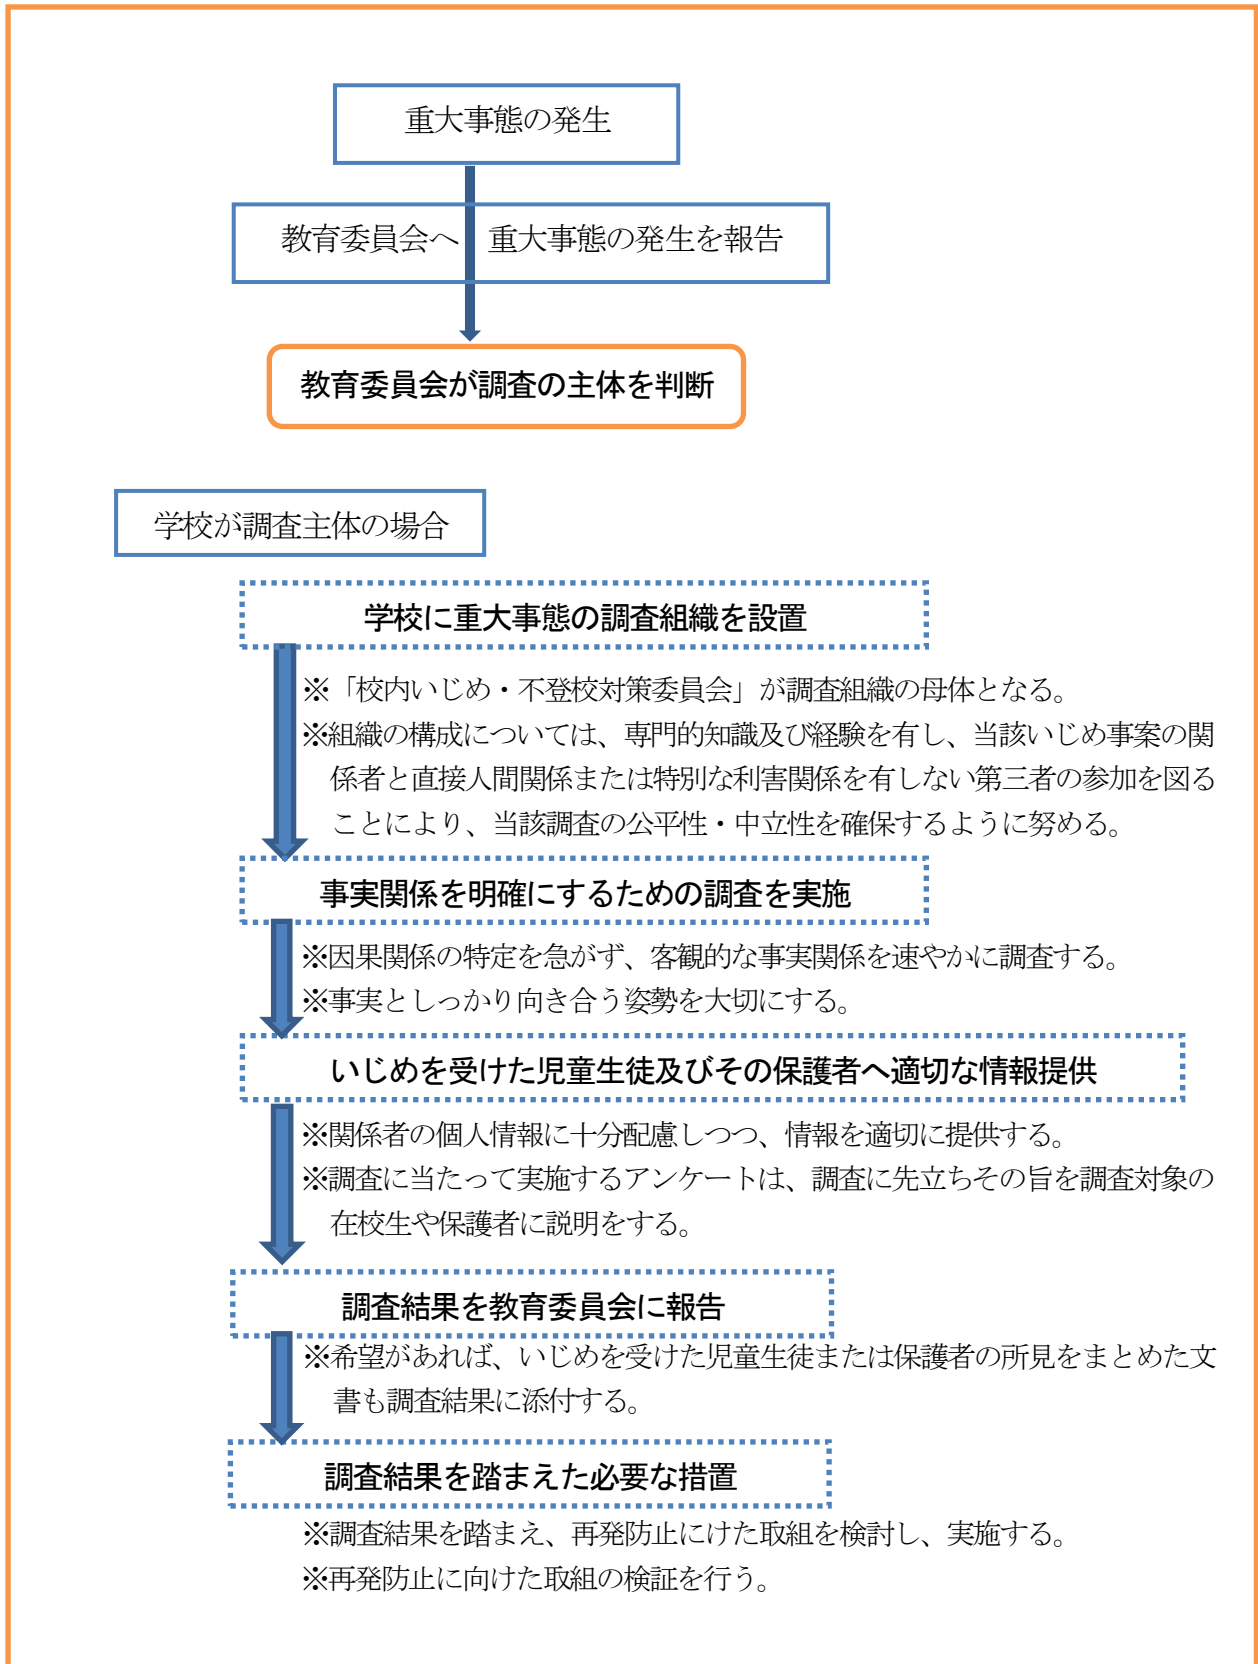 重大事態の発生
教育委員会へ 重大事態の発生を報告
教育委員会が調査の主体を判断
学校が調査主体の場合
学校に重大事態の調査組織を設置
※「校内いじめ・不登校対策委員会」が調査組織の母体となる。
※組織の構成については、専門的知識及び経験を有し、当該いじめ事案の関
係者と直接人間関係または特別な利害関係を有しない第三者の参加を図る
ことにより、当該調査の公平性・中立性を確保するように努める。
事実関係を明確にするための調査を実施
※因果関係の特定を急がず、客観的な事実関係を速やかに調査する。
※事実としっかり向き合う姿勢を大切にする。
いじめを受けた児童生徒及びその保護者へ適切な情報提供
※関係者の個人情報に十分配慮しつつ、情報を適切に提供する。
※調査に当たって実施するアンケートは、調査に先立ちその旨を調査対象の
在校生や保護者に説明をする。
調査結果を教育委員会に報告
※希望があれば、いじめを受けた児童生徒または保護者の所見をまとめた文
書も調査結果に添付する。
調査結果を踏まえた必要な措置
※調査結果を踏まえ、再発防止にけた取組を検討し、実施する。
※再発防止に向けた取組の検証を行う。